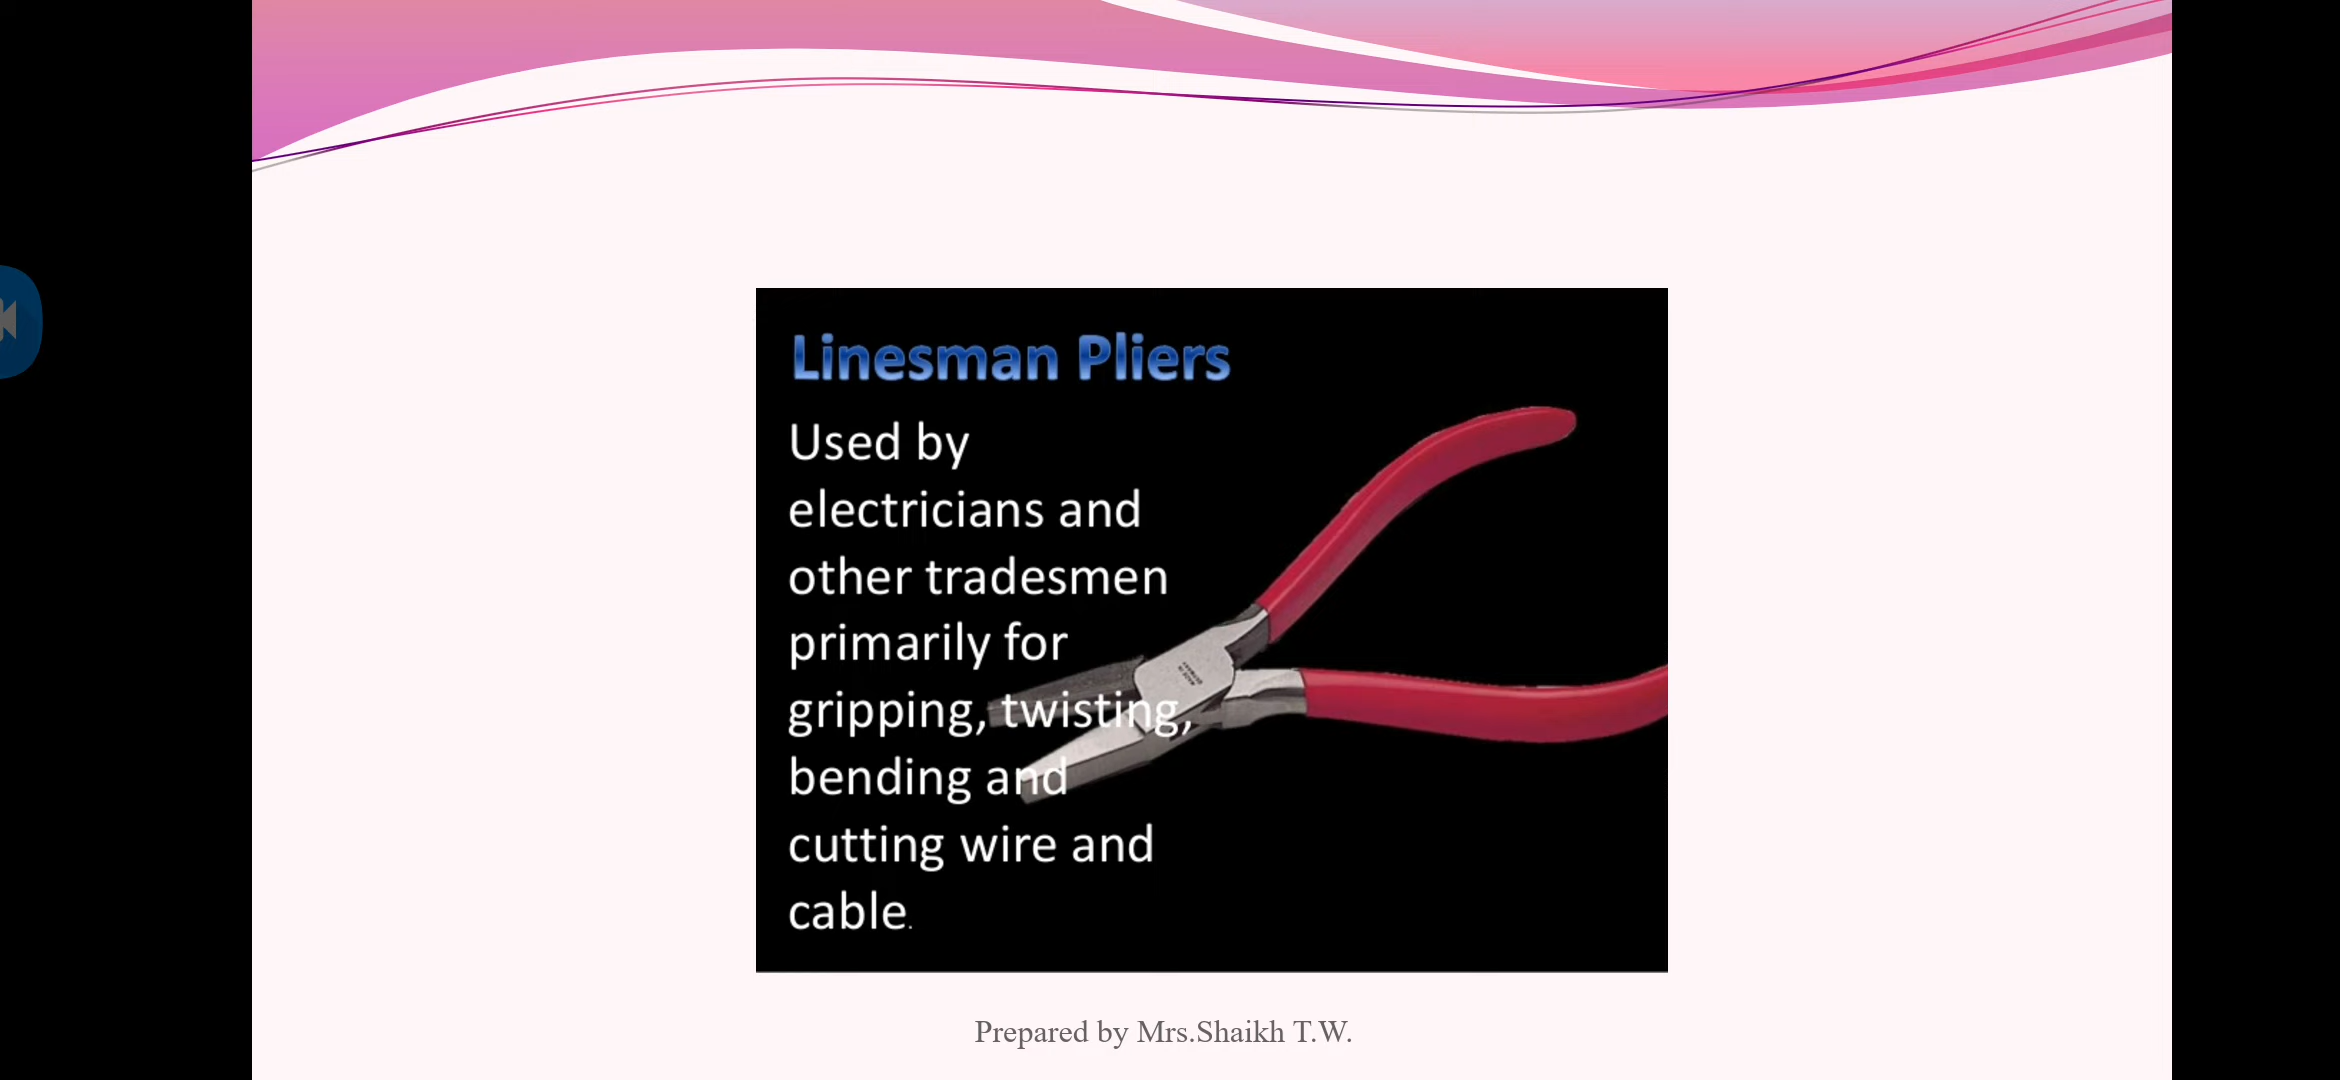 Linesman Pliers
Used by
electricians and
other tradesmen
primarily for
gripping, twisting,
bending and
cutting wire and
cable.
Prepared by Mrs.Shaikh T.W.